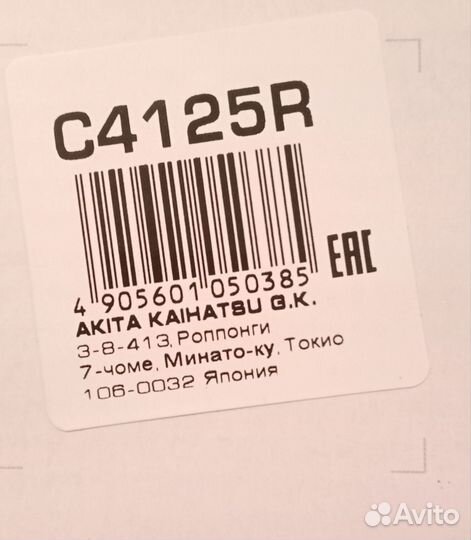 C4125R
EAC
4 905601 050385
AKITA KAIHATSU G.K.
3-8-413, Роппонги
7-чоме, Минато-ку, Токио
106-0032 Япония
Avito